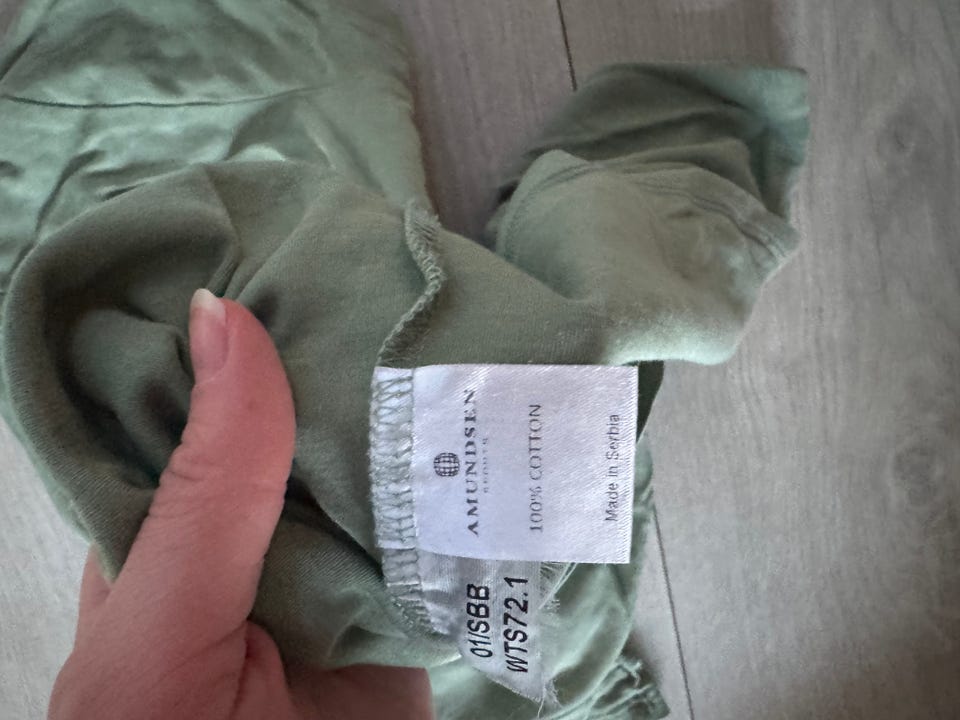 AMUNDSEN
SPORTS
100% COTTON
Made in Serbia
01/SBB
WTS72.1